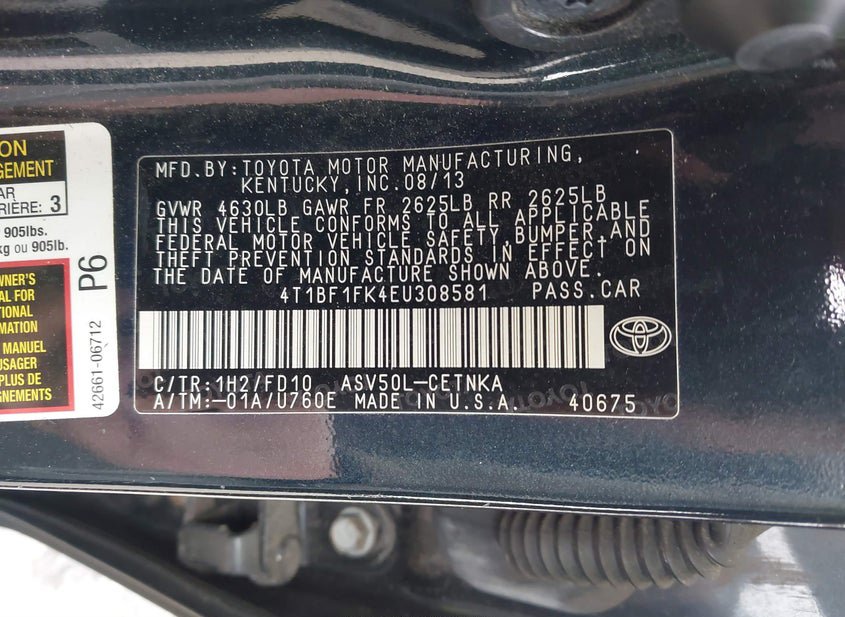 ON
GEMENT
AR
RIÈRE: 3
905lbs.
kg ou 905lb.
WNER'S
AL FOR
TIONAL
RMATION
MANUEL
USAGER
PLUS DE
GNEMENTS
P6
42661-06712
MFD.BY:TOYOTA MOTOR MANUFACTURING,
KENTUCKY,INC.08/13
GVWR 4630LB GAWR FR 2625LB RR 2625LB
THIS VEHICLE CONFORMS TO ALL APPLICABLE
FEDERAL MOTOR VEHICLE SAFETY,BUMPER,AND
THEFT PREVENTION STANDARDS IN EFFECT ON
THE DATE OF MANUFACTURE SHOWN ABOVE.
4T1BF1FK4EU308581 PASS.CAR
C/TR:1H2/FD10 ASV50L-CETNKA
A/TM:-01A/U760E MADE IN U.S.A. 40675